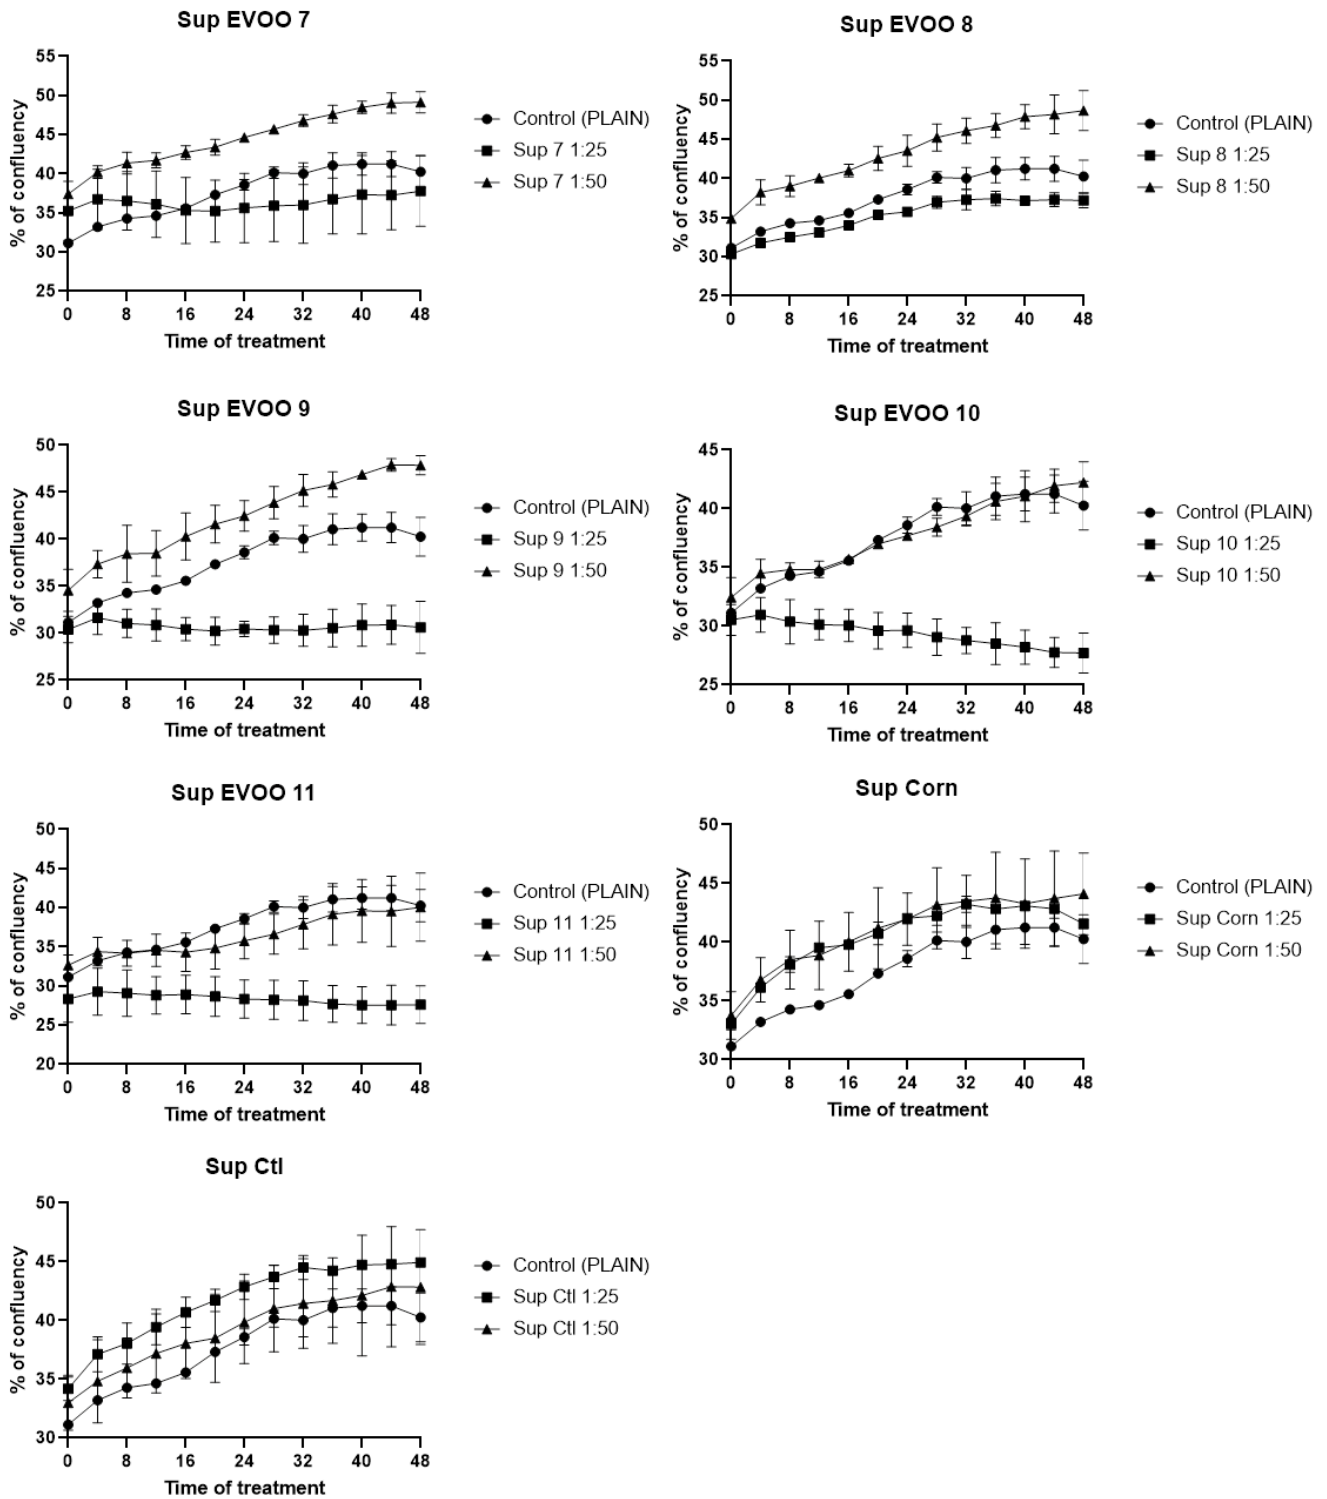 Sup EVOO 7
% of confluency
55
50
45
40
35
30
25
0 8 16 24 32 40 48
Time of treatment
Control (PLAIN)
Sup 7 1:25
Sup 7 1:50
Sup EVOO 8
% of confluency
55
50
45
40
35
30
25
0 8 16 24 32 40 48
Time of treatment
Control (PLAIN)
Sup 8 1:25
Sup 8 1:50
Sup EVOO 9
% of confluency
50
45
40
35
30
25
0 8 16 24 32 40 48
Time of treatment
Control (PLAIN)
Sup 9 1:25
Sup 9 1:50
Sup EVOO 10
% of confluency
45
40
35
30
25
0 8 16 24 32 40 48
Time of treatment
Control (PLAIN)
Sup 10 1:25
Sup 10 1:50
Sup EVOO 11
% of confluency
50
45
40
35
30
25
20
0 8 16 24 32 40 48
Time of treatment
Control (PLAIN)
Sup 11 1:25
Sup 11 1:50
Sup Corn
% of confluency
50
45
40
35
30
0 8 16 24 32 40 48
Time of treatment
Control (PLAIN)
Sup Corn 1:25
Sup Corn 1:50
Sup Ctl
% of confluency
50
45
40
35
30
0 8 16 24 32 40 48
Time of treatment
Control (PLAIN)
Sup Ctl 1:25
Sup Ctl 1:50